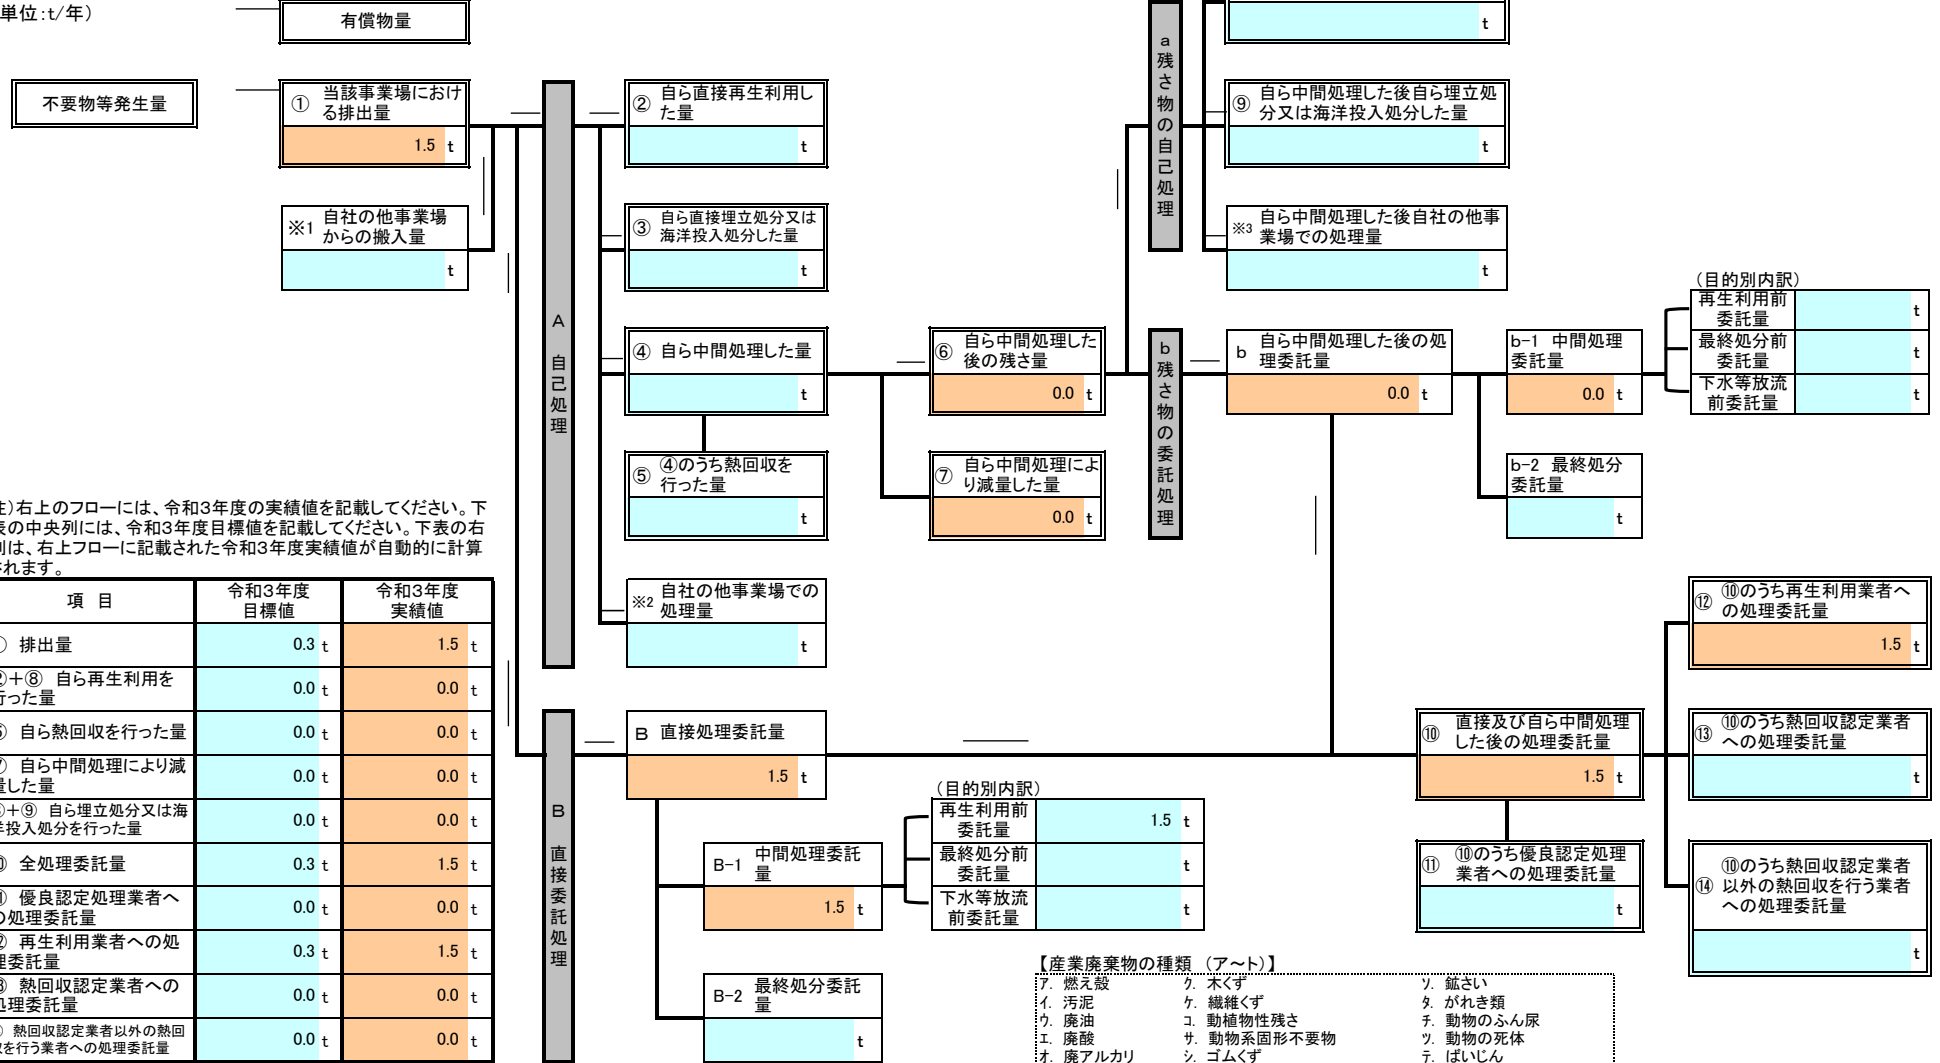 単位:t/年)
有償物量
t
不要物等発生量
① 当該事業場におけ
る排出量
1.5 t
※1 自社の他事業場
からの搬入量
t
A 自己処理
② 自ら直接再生利用し
た量
t
③ 自ら直接埋立処分又は
海洋投入処分した量
t
④ 自ら中間処理した量
t
⑤ ④のうち熱回収を
行った量
t
※2 自社の他事業場での
処理量
t
⑥ 自ら中間処理した
後の残さ量
0.0 t
⑦ 自ら中間処理によ
り減量した量
0.0 t
a残さ物の自己処理
⑨ 自ら中間処理した後自ら埋立処
分又は海洋投入処分した量
t
※3 自ら中間処理した後自社の他事
業場での処理量
t
b残さ物の委託処理
b 自ら中間処理した後の処
理委託量
0.0 t
b-1 中間処理
委託量
0.0 t
b-2 最終処分
委託量
t
(目的別内訳)
再生利用前
委託量
t
最終処分前
委託量
t
下水等放流
前委託量
t
注)右上のフローには、令和3年度の実績値を記載してください。下
表の中央列には、令和3年度目標値を記載してください。下表の右
列は、右上フローに記載された令和3年度実績値が自動的に計算
されます。
項 目
令和3年度
目標値
令和3年度
実績値
① 排出量 0.3 t 1.5 t
②+⑧ 自ら再生利用を
行った量 0.0 t 0.0 t
⑤ 自ら熱回収を行った量 0.0 t 0.0 t
⑦ 自ら中間処理により減
量した量 0.0 t 0.0 t
③+⑨ 自ら埋立処分又は海
洋投入処分を行った量 0.0 t 0.0 t
⑩ 全処理委託量 0.3 t 1.5 t
⑪ 優良認定処理業者へ
の処理委託量 0.0 t 0.0 t
⑫ 再生利用業者への処
理委託量 0.3 t 1.5 t
⑬ 熱回収認定業者への
処理委託量 0.0 t 0.0 t
⑭ 熱回収認定業者以外の熱回
収を行う業者への処理委託量 0.0 t 0.0 t
B 直接委託処理
B 直接処理委託量
1.5 t
B-1 中間処理委託
量
1.5 t
B-2 最終処分委託
量
t
(目的別内訳)
再生利用前
委託量
1.5 t
最終処分前
委託量
t
下水等放流
前委託量
t
⑩ 直接及び自ら中間処理
した後の処理委託量
1.5 t
⑪ ⑩のうち優良認定処理
業者への処理委託量
t
⑫ ⑩のうち再生利用業者へ
の処理委託量
1.5 t
⑬ ⑩のうち熱回収認定業者
への処理委託量
t
⑭ ⑩のうち熱回収認定業者
以外の熱回収を行う業者
への処理委託量
t
【産業廃棄物の種類 (ア~ト)】
ア. 燃え殻 ク. 木くず ソ. 鉱さい
イ. 汚泥 ケ. 繊維くず タ. がれき類
ウ. 廃油 コ. 動植物性残さ チ. 動物のふん尿
エ. 廃酸 サ. 動物系固形不要物 ツ. 動物の死体
オ. 廃アルカリ シ. ゴムくず テ. ばいじん